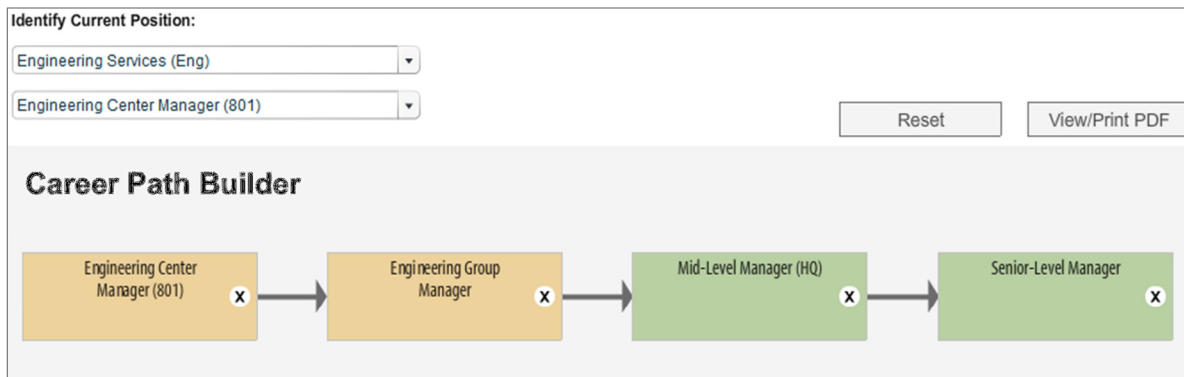 Identify Current Position:
Engineering Services (Eng)
Engineering Center Manager (801)
Reset
View/Print PDF
Career Path Builder
Engineering Center
Manager (801)
X
Engineering Group
Manager
X
Mid-Level Manager (HQ)
X
Senior-Level Manager
X